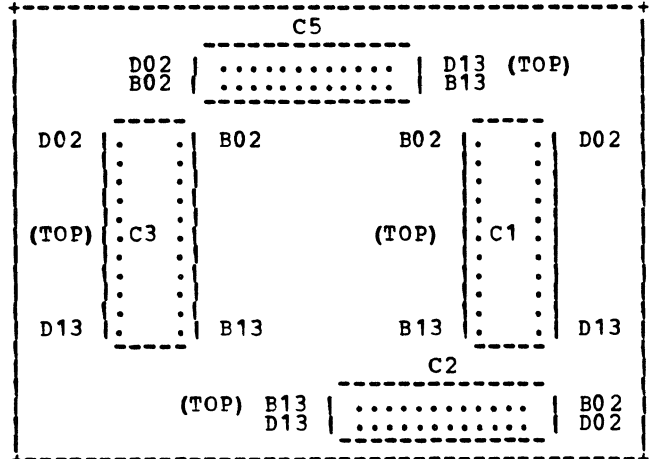 C5
D02 D13 (TOP)
B02 B13
D02 B02 B02 D02
(TOP) C3 (TOP) C1
D13 B13 B13 D13
C2
(TOP) B13 B02
D13 D02